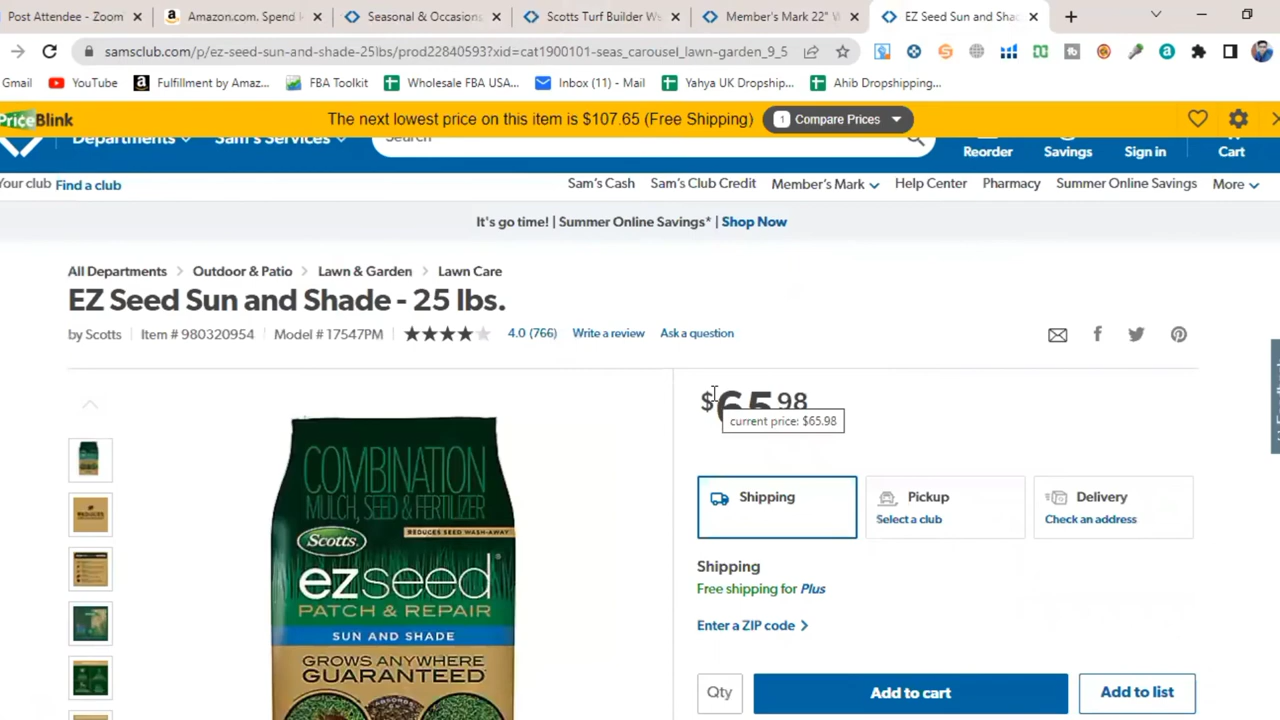 Post Attendee - Zoom
Amazon.com. Spend
Seasonal & Occasions
Scotts Turf Builder W
Member's Mark 22" W
EZ Seed Sun and Sha
samsclub.com/p/ez-seed-sun-and-shade-25lbs/prod22840593?xid=cat1900101-seas_carousel_lawn-garden_9_5
Gmail YouTube Fulfillment by Amaz... FBA Toolkit Wholesale FBA USA... Inbox (11) - Mail Yahya UK Dropship... Ahib Dropshipping...
PriceBlink The next lowest price on this item is $107.65 (Free Shipping) 1 Compare Prices
Departments Sam's Services Search
Reorder Savings Sign in Cart
Your club Find a club Sam's Cash Sam's Club Credit Member's Mark Help Center Pharmacy Summer Online Savings More
It's go time! | Summer Online Savings* | Shop Now
All Departments > Outdoor & Patio > Lawn & Garden > Lawn Care
EZ Seed Sun and Shade - 25 lbs.
by Scotts Item # 980320954 Model # 17547PM 4.0 (766) Write a review Ask a question
$65.98
current price: $65.98
Shipping
Pickup
Select a club
Delivery
Check an address
Shipping
Free shipping for Plus
Enter a ZIP code >
Qty Add to cart Add to list
COMBINATION
MULCH, SEED & FERTILIZER
REDUCES SEED WASH-AWAY
Scotts
ezseed
PATCH & REPAIR
SUN AND SHADE
GROWS ANYWHERE
GUARANTEED